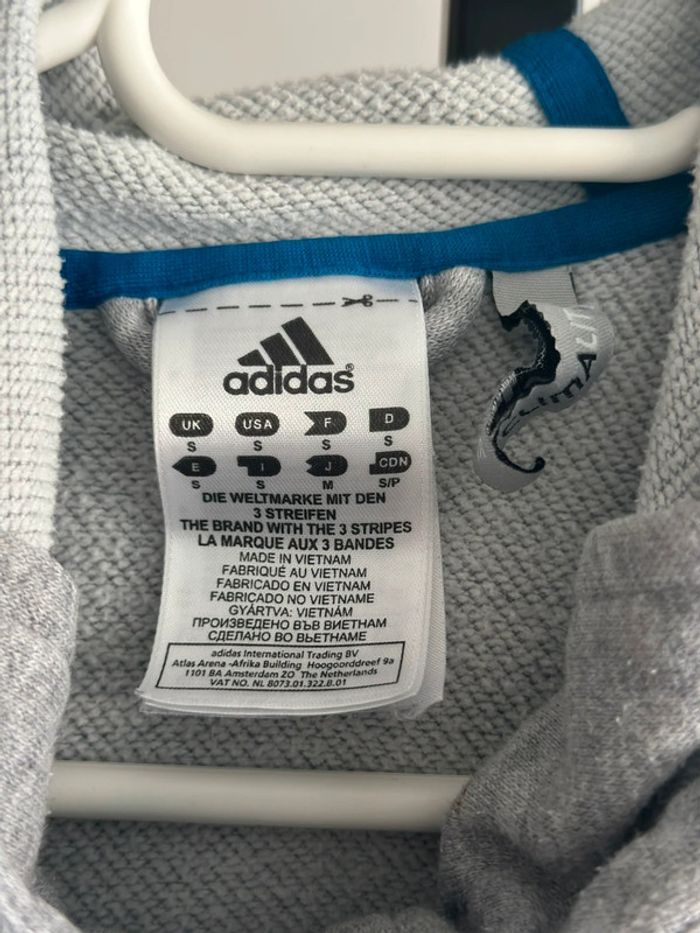 adidas®
UK USA F D
S S S S
E I J CDN
S S M S/P
DIE WELTMARKE MIT DEN
3 STREIFEN
THE BRAND WITH THE 3 STRIPES
LA MARQUE AUX 3 BANDES
MADE IN VIETNAM
FABRIQUÉ AU VIETNAM
FABRICADO EN VIETNAM
FABRICADO NO VIETNAME
GYÁRTVA: VIETNÁM
ПРОИЗВЕДЕНО ВЪВ ВИЕТНАМ
СДЕЛАНО ВО ВЬЕТНАМЕ
adidas International Trading BV
Atlas Arena -Afrika Building Hoogoorddreef 9a
1101 BA Amsterdam ZO The Netherlands
VAT NO. NL 8073.01.322.B.01